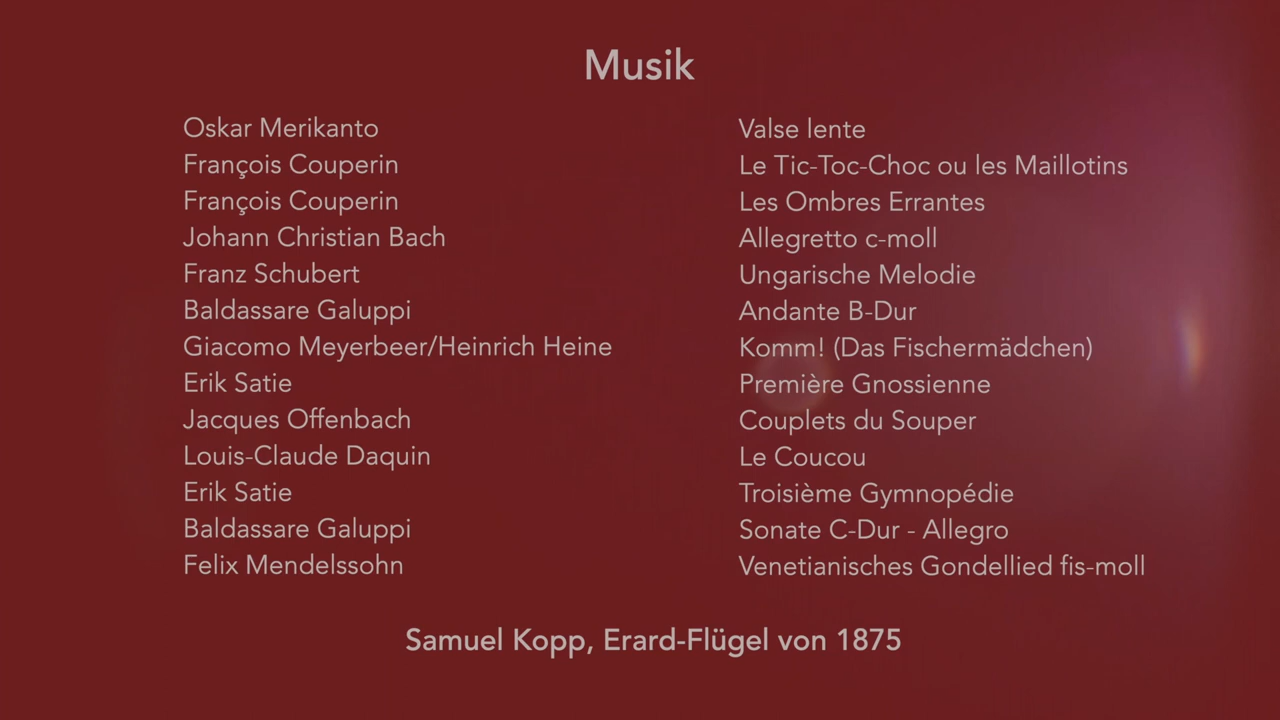 Musik
Oskar Merikanto Valse lente
François Couperin Le Tic-Toc-Choc ou les Maillotins
François Couperin Les Ombres Errantes
Johann Christian Bach Allegretto c-moll
Franz Schubert Ungarische Melodie
Baldassare Galuppi Andante B-Dur
Giacomo Meyerbeer/Heinrich Heine Komm! (Das Fischermädchen)
Erik Satie Première Gnossienne
Jacques Offenbach Couplets du Souper
Louis-Claude Daquin Le Coucou
Erik Satie Troisième Gymnopédie
Baldassare Galuppi Sonate C-Dur - Allegro
Felix Mendelssohn Venetianisches Gondellied fis-moll
Samuel Kopp, Erard-Flügel von 1875